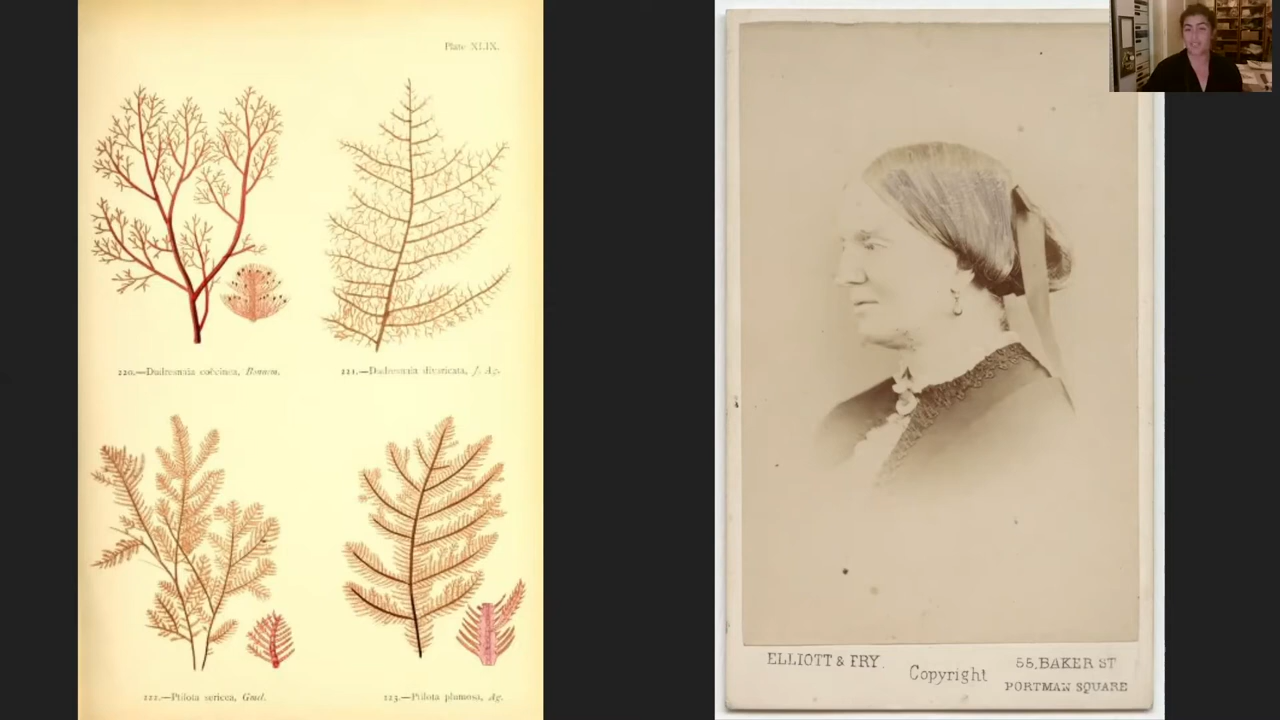 Plate XLIX.
220.—Dudresnaia coccinea, Bonnem.
221.—Dudresnaia divaricata, J. Ag.
222.—Ptilota sericea, Gmel.
223.—Ptilota plumosa, Ag.
ELLIOTT & FRY.
Copyright
55, BAKER ST
PORTMAN SQUARE